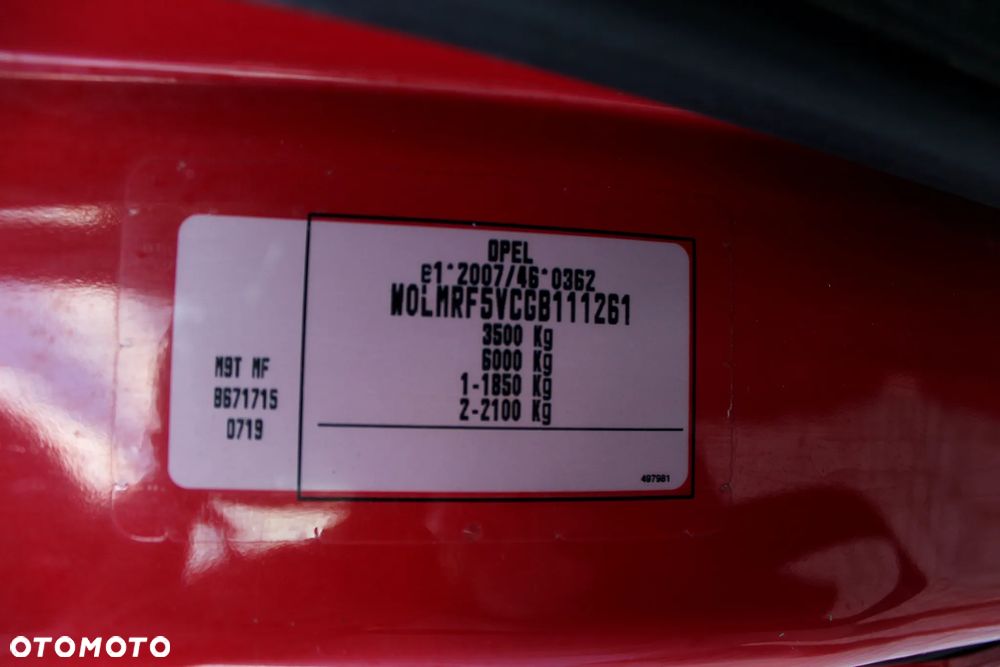 OPEL
e1*2007/46*0362
W0LMRF5VCGB111261
3500 Kg
6000 Kg
1-1850 Kg
2-2100 Kg
M9T MF
8671715
0719
497981
OTOMOTO